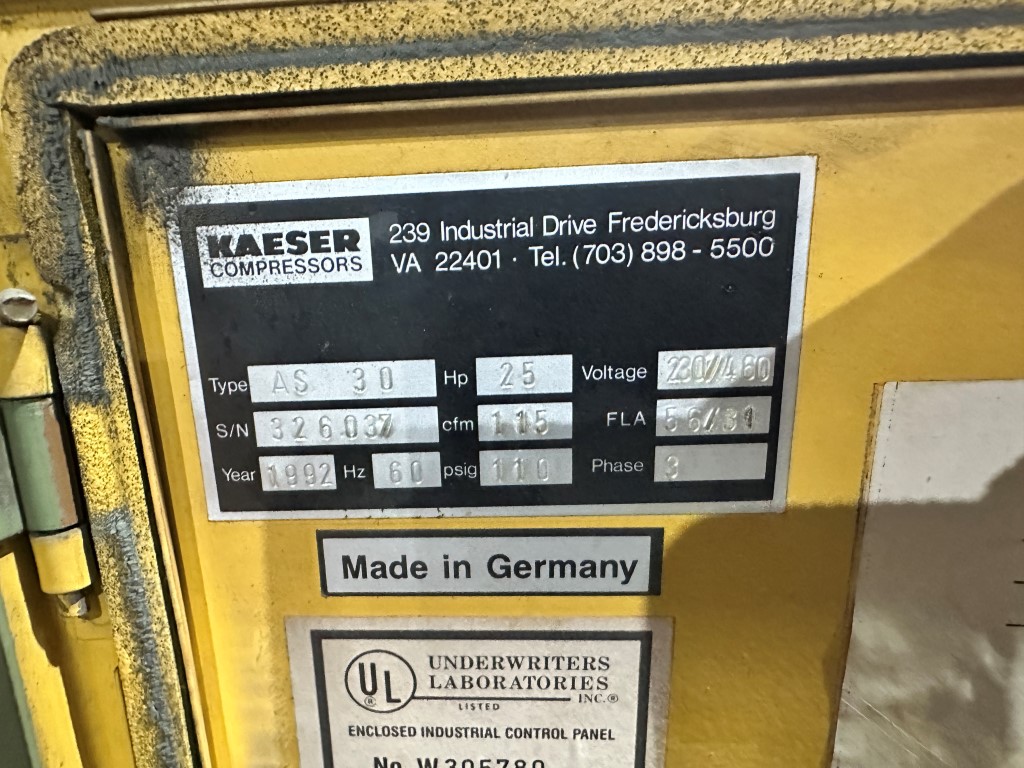 KAESER
COMPRESSORS
239 Industrial Drive Fredericksburg
VA 22401 · Tel. (703) 898 - 5500
Type AS 30 Hp 25 Voltage 230/460
S/N 326037 cfm 115 FLA 56/31
Year 1992 Hz 60 psig 110 Phase 3
Made in Germany
UL
UNDERWRITERS
LABORATORIES
INC.®
LISTED
ENCLOSED INDUSTRIAL CONTROL PANEL
No. W305780